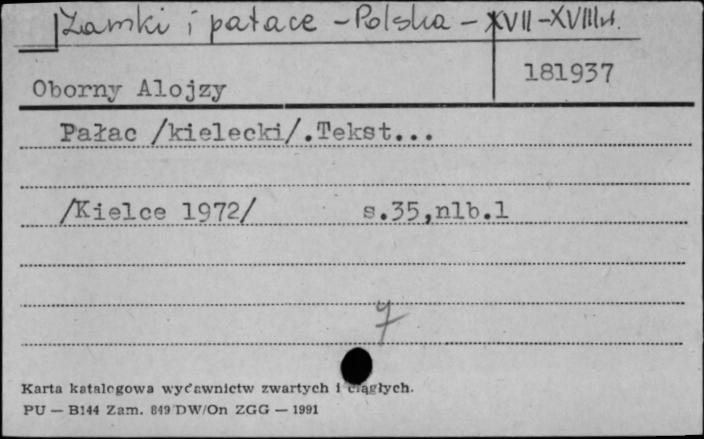 Zamki i pałace - Polska - XVII-XVIII w.
181937
Oborny Alojzy
Pałac /kielecki/.Tekst...
/Kielce 1972/ s.35,nlb.1
7
Karta katalogowa wydawnictw zwartych i ciągłych.
PU — B144 Zam. 849 DW/On ZGG — 1991